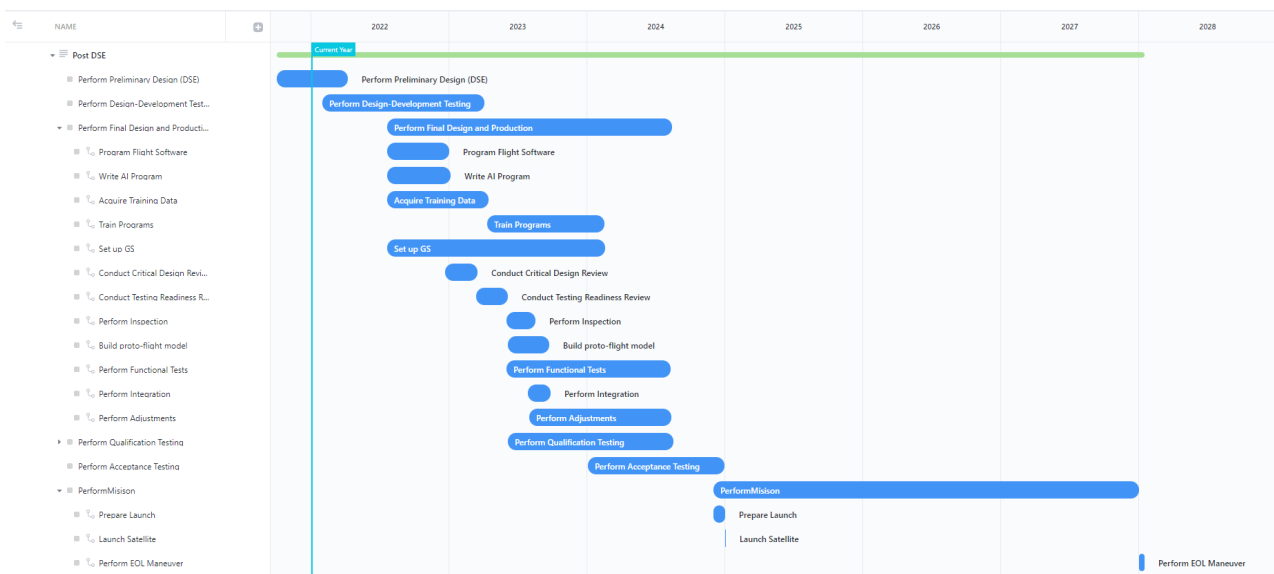 NAME 2022 2023 2024 2025 2026 2027 2028
Current Year
Post DSE
Perform Preliminary Design (DSE) Perform Preliminary Design (DSE)
Perform Design-Development Test... Perform Design-Development Testing
Perform Final Design and Producti... Perform Final Design and Production
Program Flight Software Program Flight Software
Write AI Program Write AI Program
Acquire Training Data Acquire Training Data
Train Programs Train Programs
Set up GS Set up GS
Conduct Critical Design Revi... Conduct Critical Design Review
Conduct Testing Readiness R... Conduct Testing Readiness Review
Perform Inspection Perform Inspection
Build proto-flight model Build proto-flight model
Perform Functional Tests Perform Functional Tests
Perform Integration Perform Integration
Perform Adjustments Perform Adjustments
Perform Qualification Testing Perform Qualification Testing
Perform Acceptance Testing Perform Acceptance Testing
PerformMisison PerformMisison
Prepare Launch Prepare Launch
Launch Satellite Launch Satellite
Perform EOL Maneuver Perform EOL Maneuver